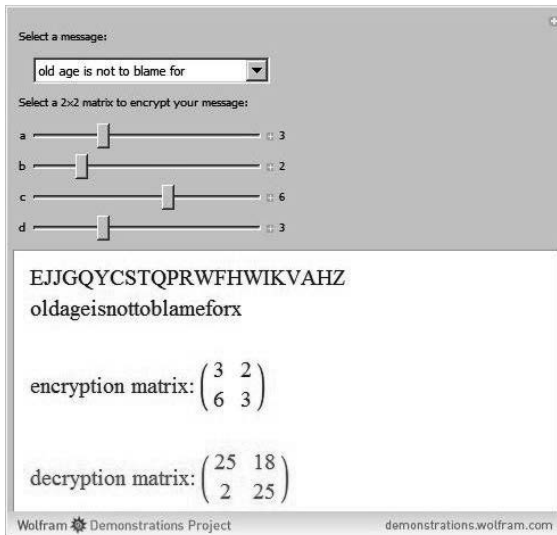 Select a message:
old age is not to blame for
Select a 2×2 matrix to encrypt your message:
a 3
b 2
c 6
d 3
EJJGQYCSTQPRWFHWIKVAHZ
oldageisnottoblameforx
encryption matrix: (3 2
6 3)
decryption matrix: (25 18
2 25)
Wolfram Demonstrations Project demonstrations.wolfram.com